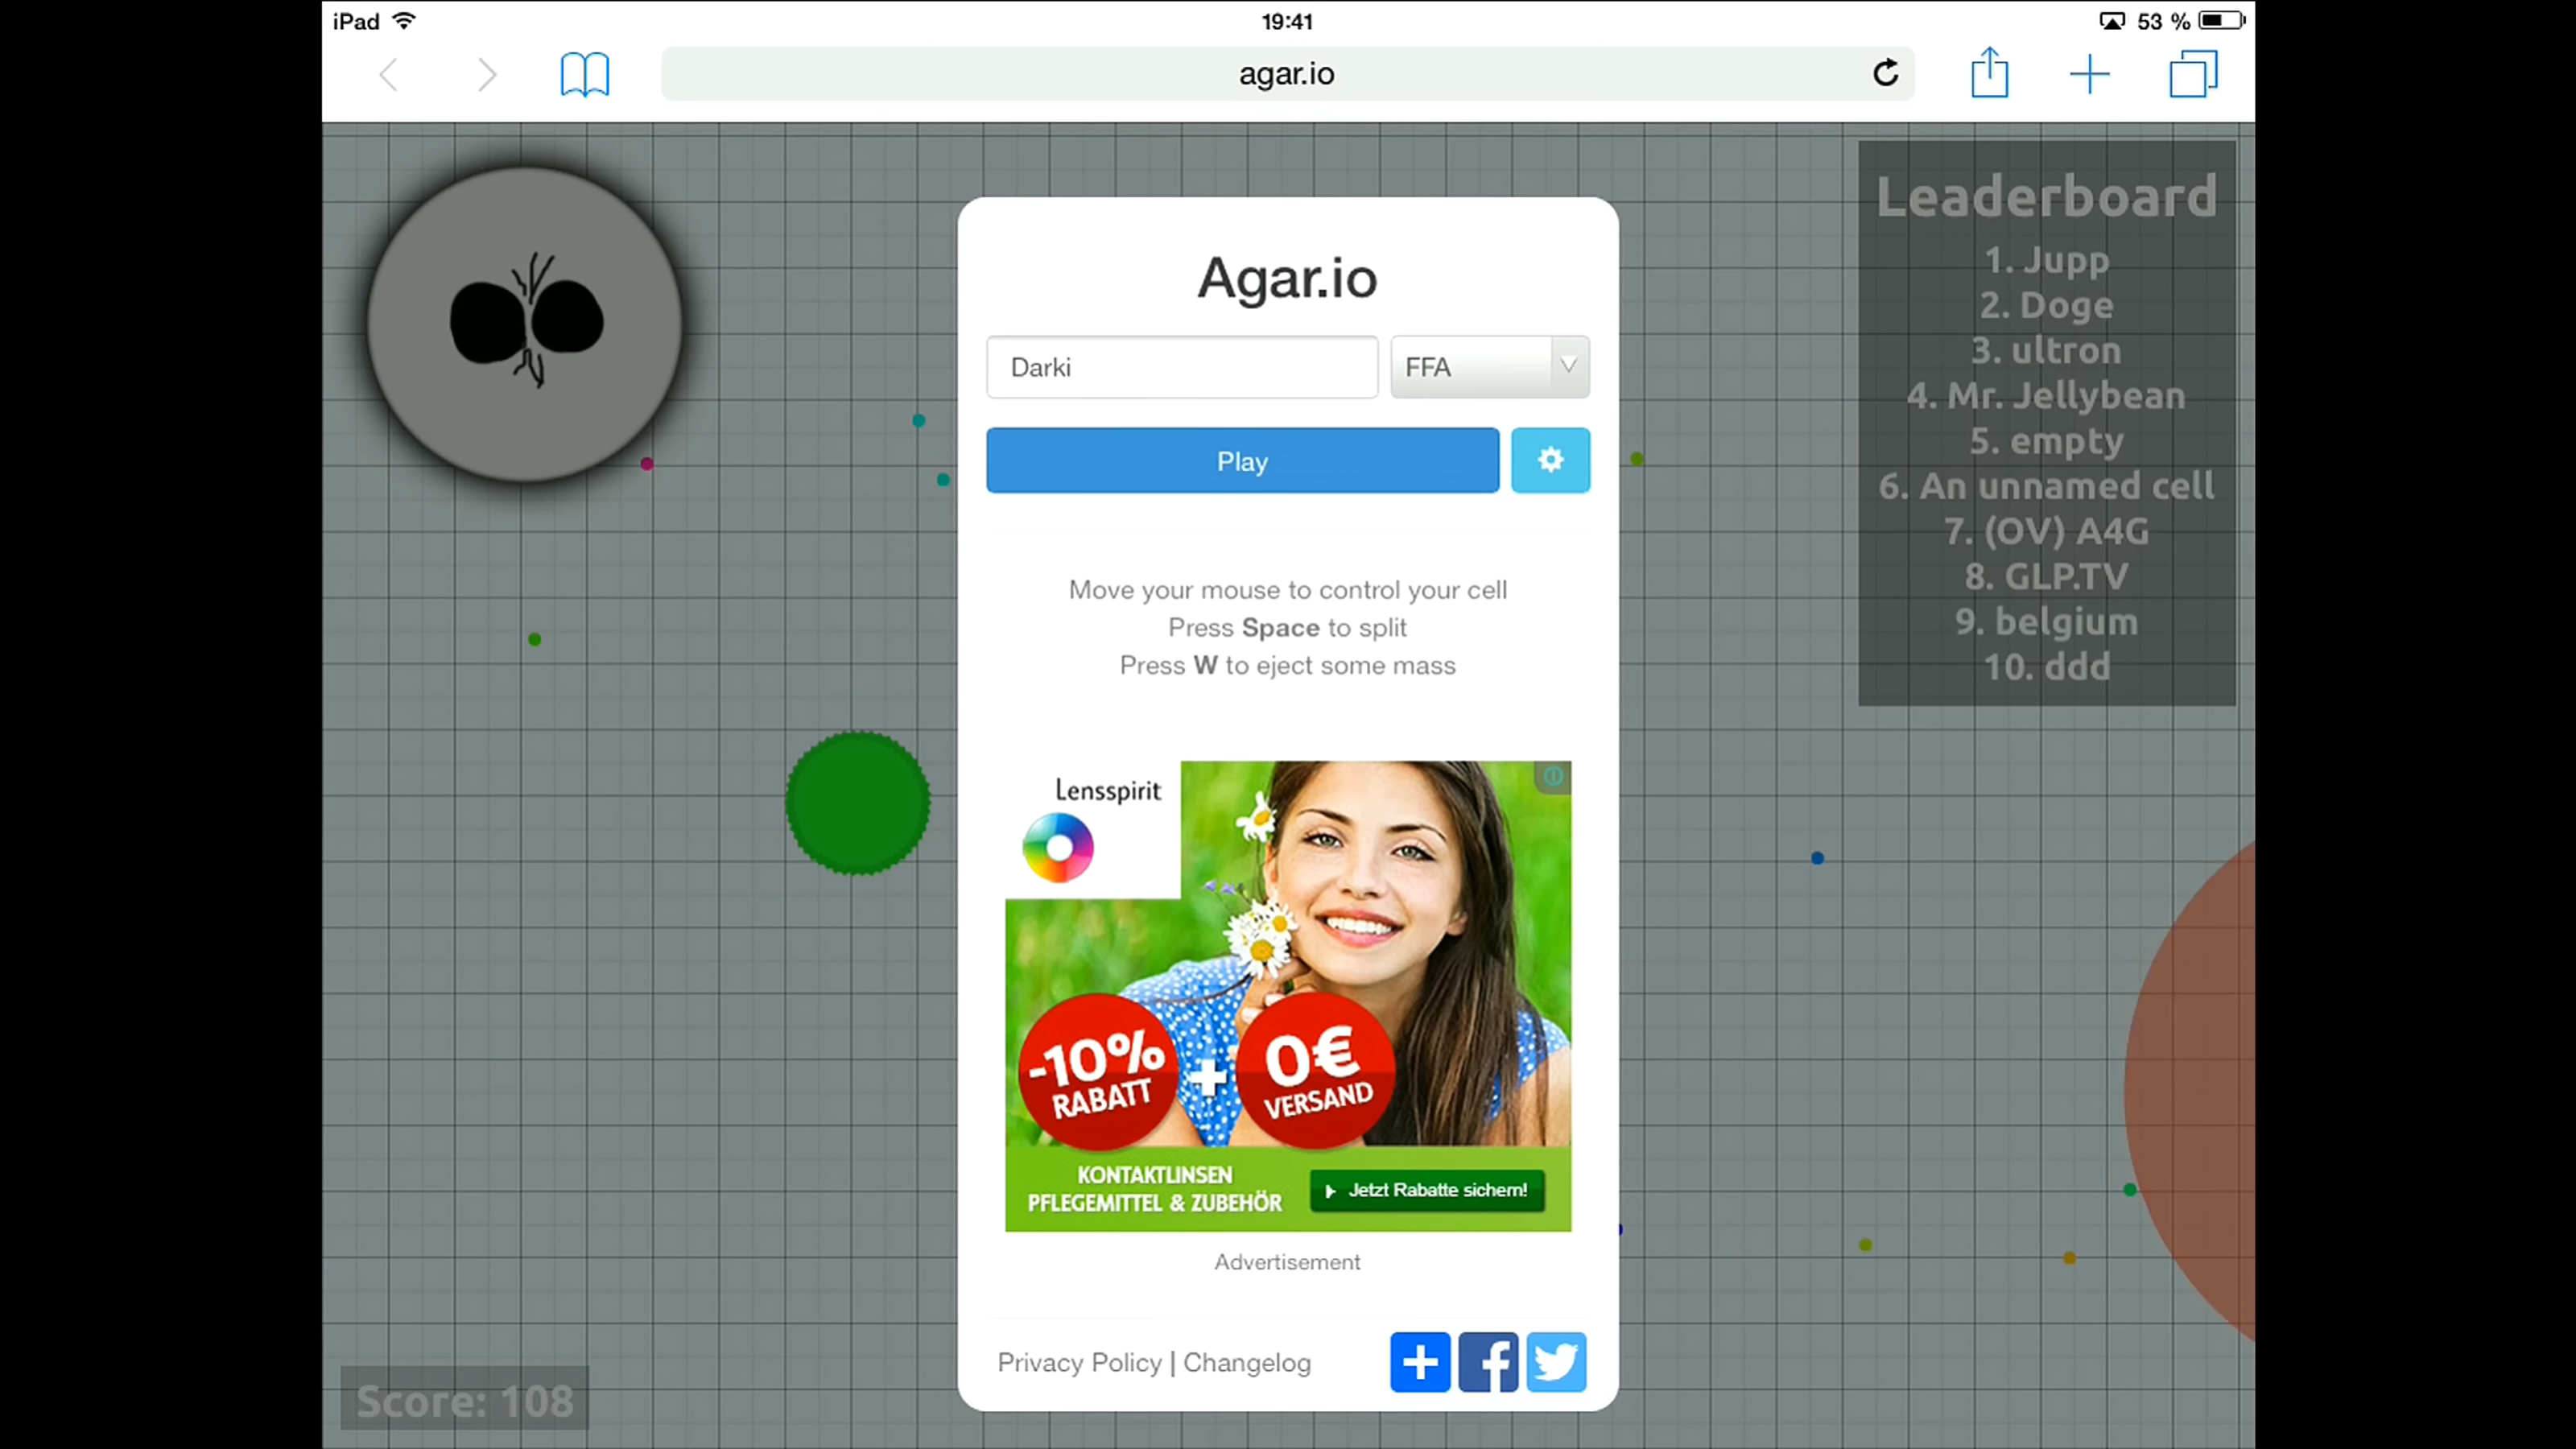 iPad
19:41
53 %
agar.io
Leaderboard
1. Jupp
2. Doge
3. ultron
4. Mr. Jellybean
5. empty
6. An unnamed cell
7. (OV) A4G
8. GLP.TV
9. belgium
10. ddd
Agar.io
Darki
FFA
Play
Move your mouse to control your cell
Press Space to split
Press W to eject some mass
Lensspirit
-10%
RABATT
+
0€
VERSAND
KONTAKTLINSEN
PFLEGEMITTEL & ZUBEHÖR
Jetzt Rabatte sichern!
Advertisement
Privacy Policy | Changelog
Score: 108